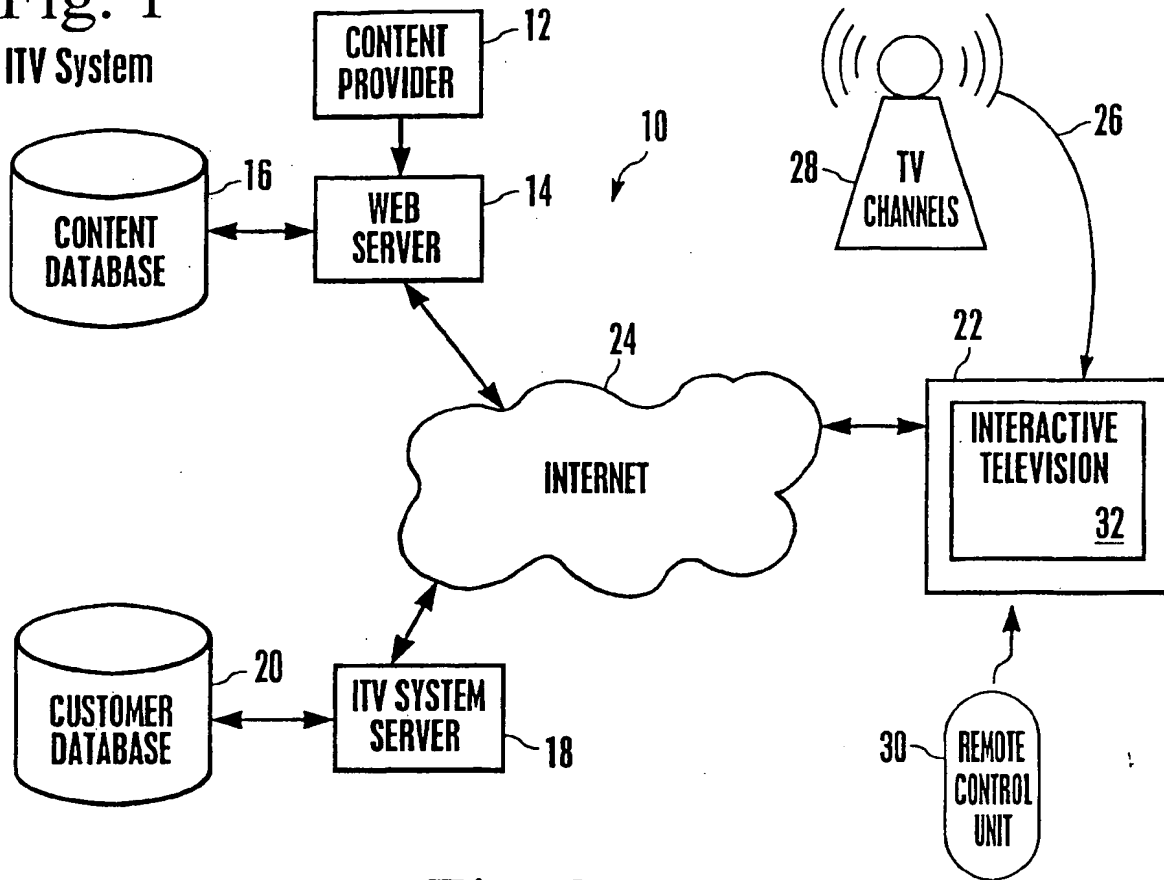 Fig. 1
ITV System
CONTENT
PROVIDER
12
10
16
CONTENT
DATABASE
WEB
SERVER
14
28
TV
CHANNELS
26
24
INTERNET
22
INTERACTIVE
TELEVISION
32
20
CUSTOMER
DATABASE
ITV SYSTEM
SERVER
18
30
REMOTE
CONTROL
UNIT